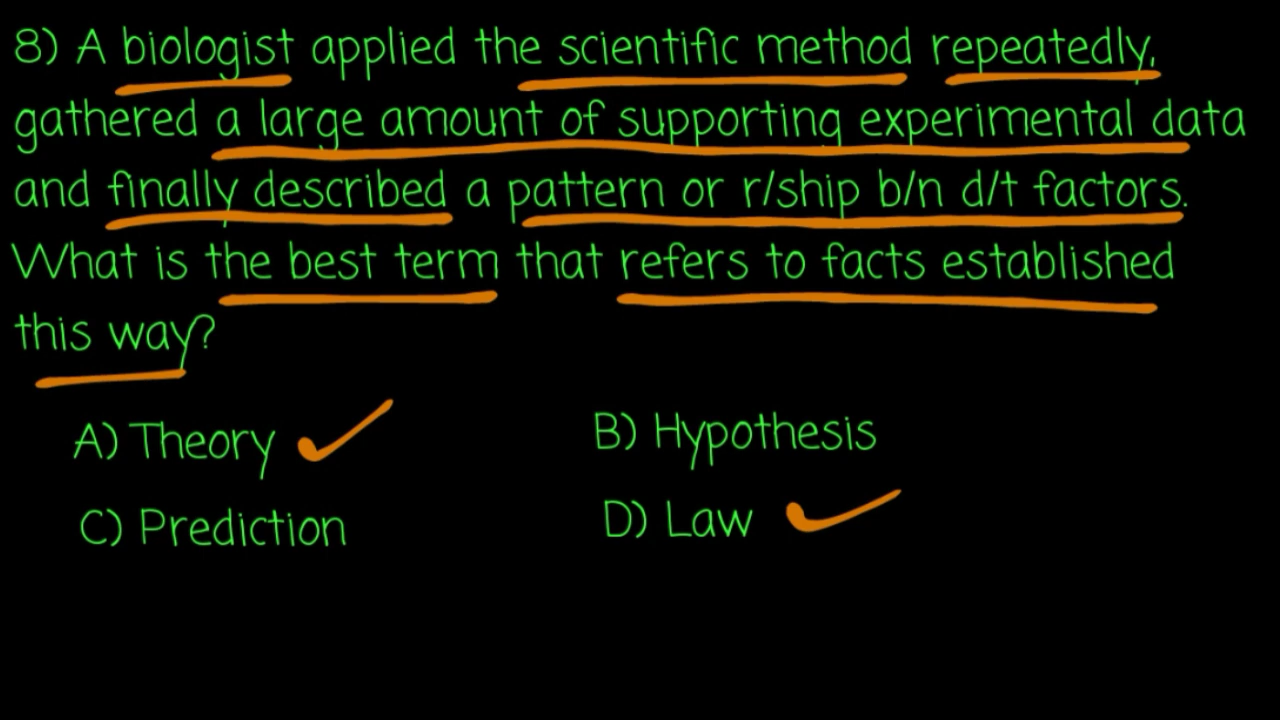 8) A biologist applied the scientific method repeatedly,
gathered a large amount of supporting experimental data
and finally described a pattern or r/ship b/n d/t factors.
What is the best term that refers to facts established
this way?
A) Theory B) Hypothesis
C) Prediction D) Law